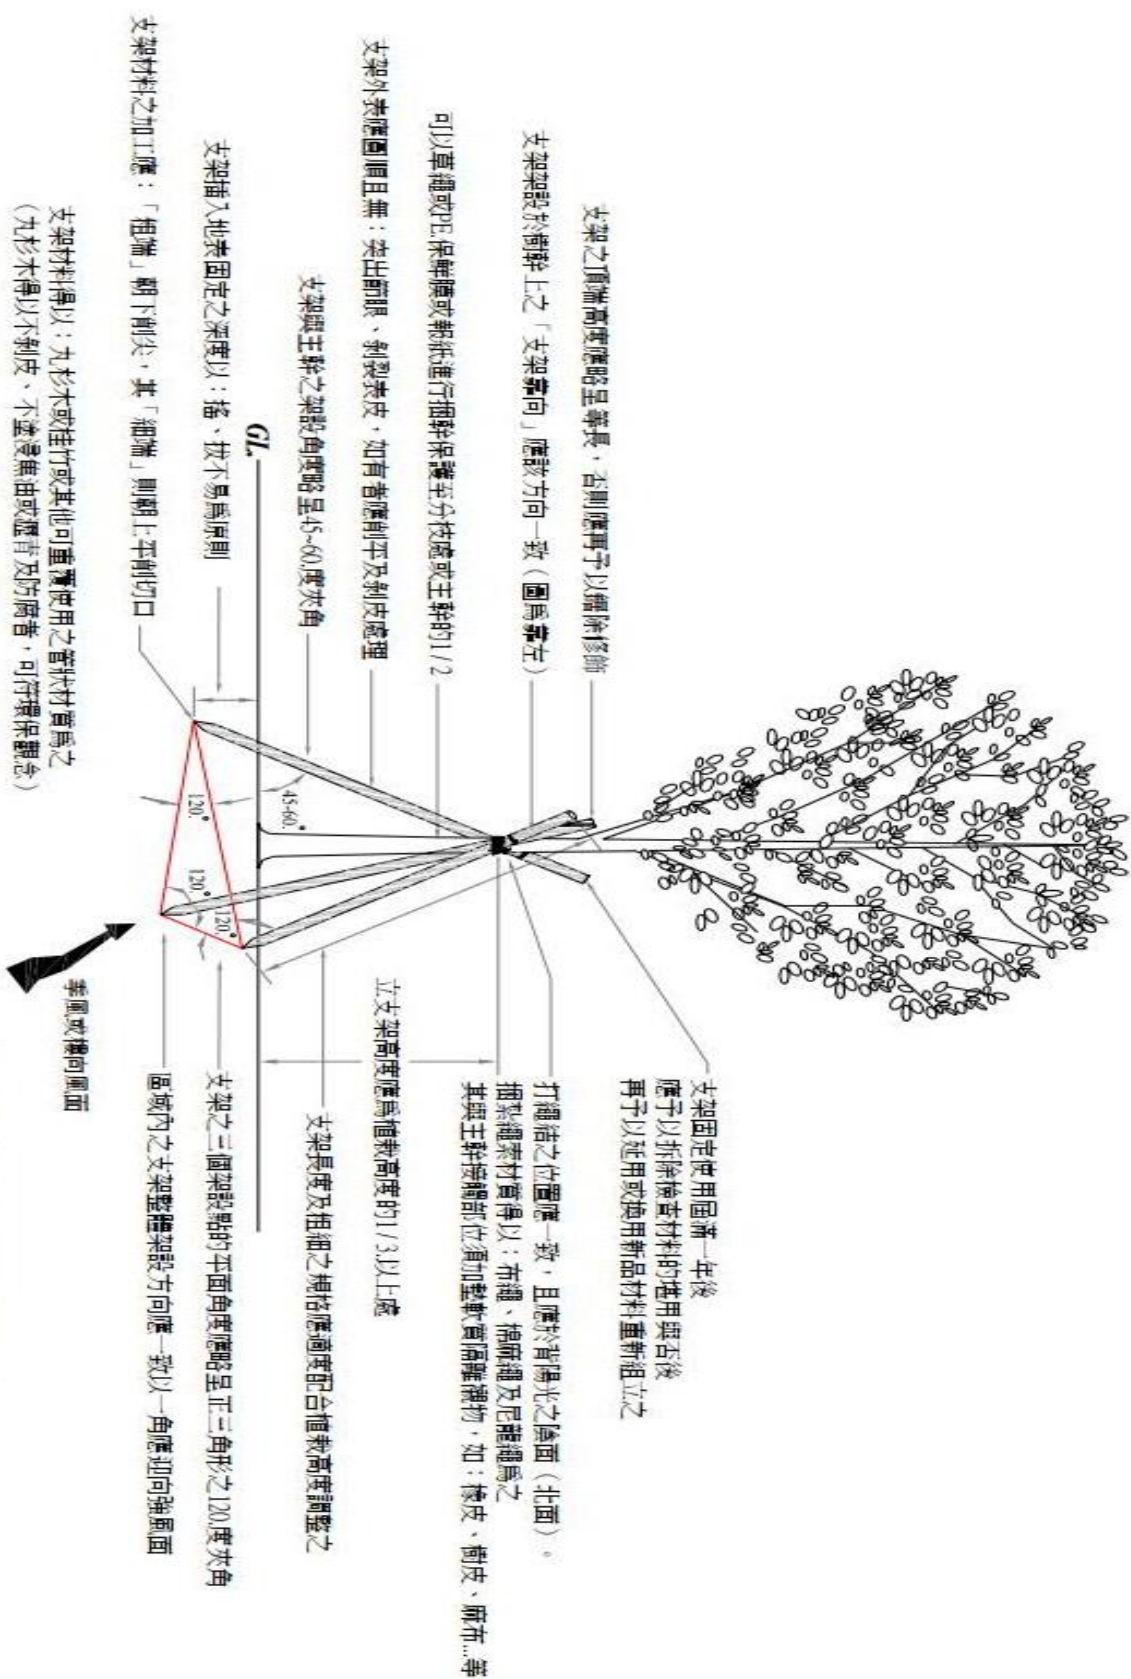 支架之頂端高度應略呈等長，否則應再予以鋸除修飾
支架架設於樹幹上之「支架靠向」應該方向一致（圖爲靠左）
可以草繩或PE保鮮膜或報紙進行捆幹保護至分枝處或主幹的1/2
支架外表應圓順且無：突出節眼、剝裂表皮，如有者應削平及剝皮處理
支架與主幹之架設角度略呈45~60.度夾角
GL.
支架插入地表固定之深度以：搖、拔不易爲原則
支架材料之加工應：「粗端」朝下削尖，其「細端」則朝上平削切口
支架材料得以：九杉木或桂竹或其他可重覆使用之管狀材質爲之
（九杉木得以不剝皮、不塗浸焦油或瀝青及防腐者，可符環保觀念）
45-60.°
120.°
120.°
120.°
支架固定使用屆滿一年後
應予以拆除檢查材料的堪用與否後
再予以延用或換用新品材料重新組立之
打繩結之位置應一致，且應於背陽光之陰面（北面）。
捆紮繩索材質得以：布繩、棉麻繩及尼龍繩爲之
其與主幹接觸部位須加墊軟質隔離襯物，如：橡皮、樹皮、麻布...等
立支架高度應爲植栽高度的1/3.以上處
支架長度及粗細之規格應適度配合植栽高度調整之
支架之三個架設點的平面角度應略呈正三角形之120.度夾角
區域內之支架整體架設方向應一致以一角應迎向強風面
季風或機向風面